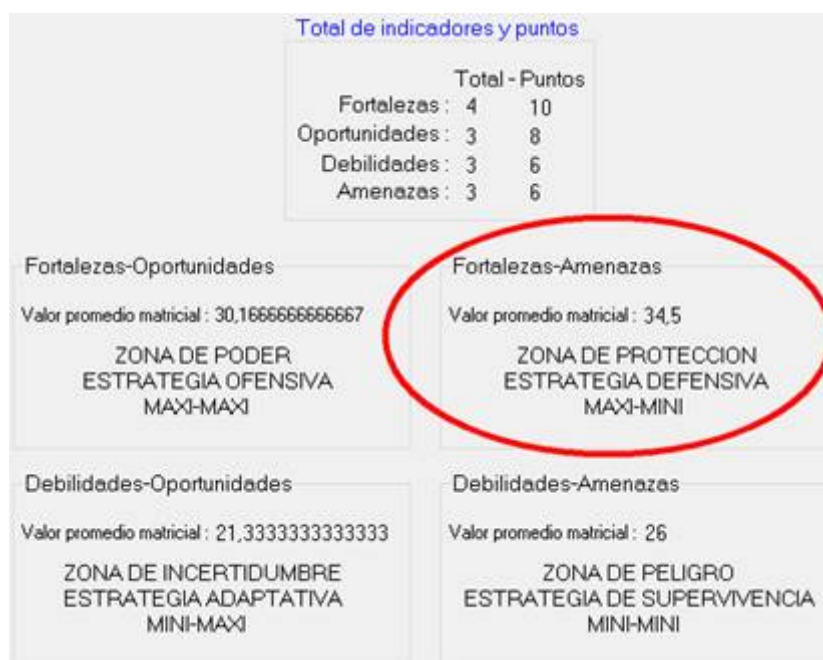 Total de indicadores y puntos
Total - Puntos
Fortalezas : 4 10
Oportunidades : 3 8
Debilidades : 3 6
Amenazas : 3 6
Fortalezas-Oportunidades
Valor promedio matricial : 30,1666666666667
ZONA DE PODER
ESTRATEGIA OFENSIVA
MAXI-MAXI
Fortalezas-Amenazas
Valor promedio matricial : 34,5
ZONA DE PROTECCION
ESTRATEGIA DEFENSIVA
MAXI-MINI
Debilidades-Oportunidades
Valor promedio matricial : 21,3333333333333
ZONA DE INCERTIDUMBRE
ESTRATEGIA ADAPTATIVA
MINI-MAXI
Debilidades-Amenazas
Valor promedio matricial : 26
ZONA DE PELIGRO
ESTRATEGIA DE SUPERVIVENCIA
MINI-MINI